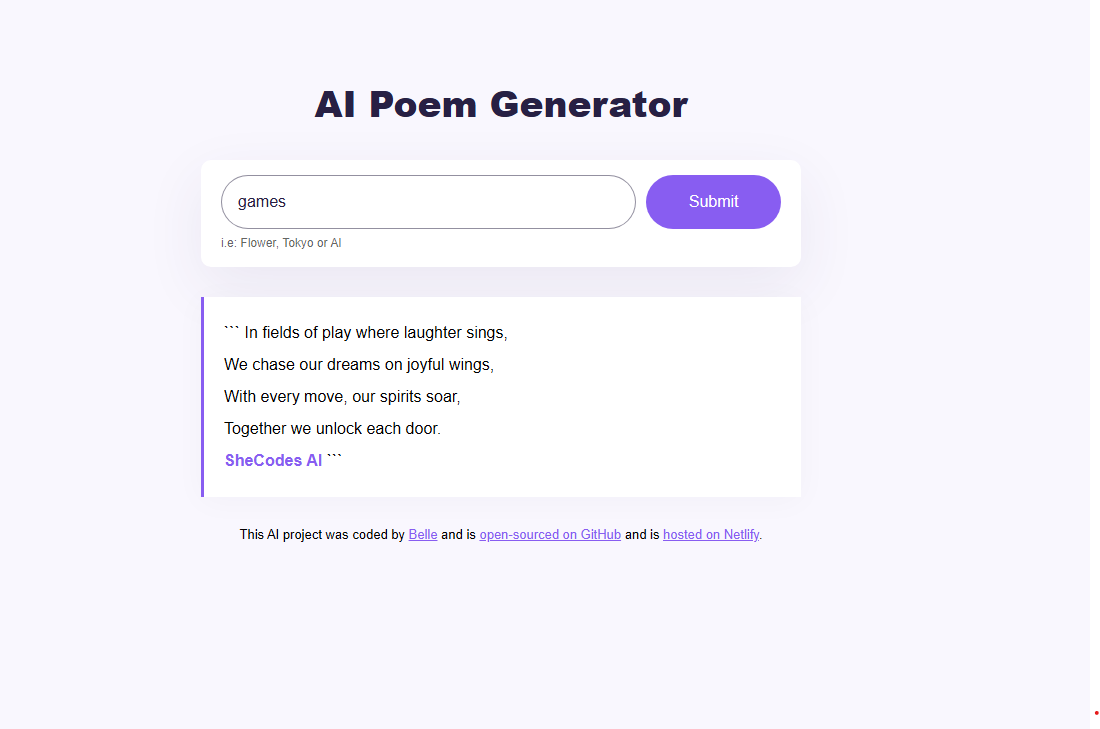 AI Poem Generator
games
Submit
i.e: Flower, Tokyo or AI
``` In fields of play where laughter sings,
We chase our dreams on joyful wings,
With every move, our spirits soar,
Together we unlock each door.
SheCodes AI ```
This AI project was coded by Belle and is open-sourced on GitHub and is hosted on Netlify.